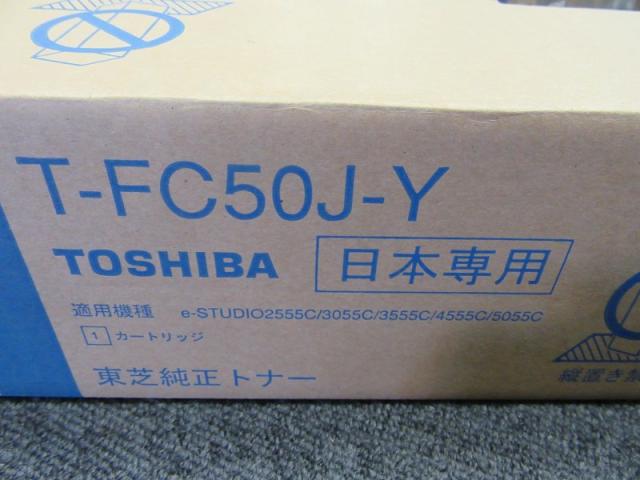 T-FC50J-Y
TOSHIBA 日本専用
適用機種 e-STUDIO2555C/3055C/3555C/4555C/5055C
1 カートリッジ
東芝純正トナー
縦置き禁